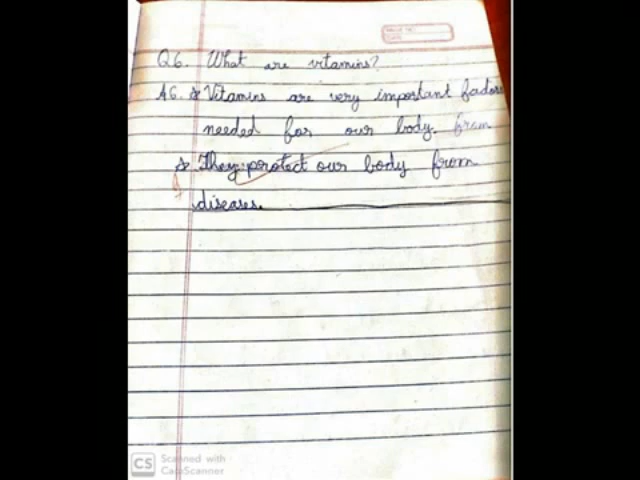 Q6. What are vitamins?
A6. ☆ Vitamins are very important factors
needed for our body. from
☆ They protect our body from
diseases.
CS Scanned with
CamScanner